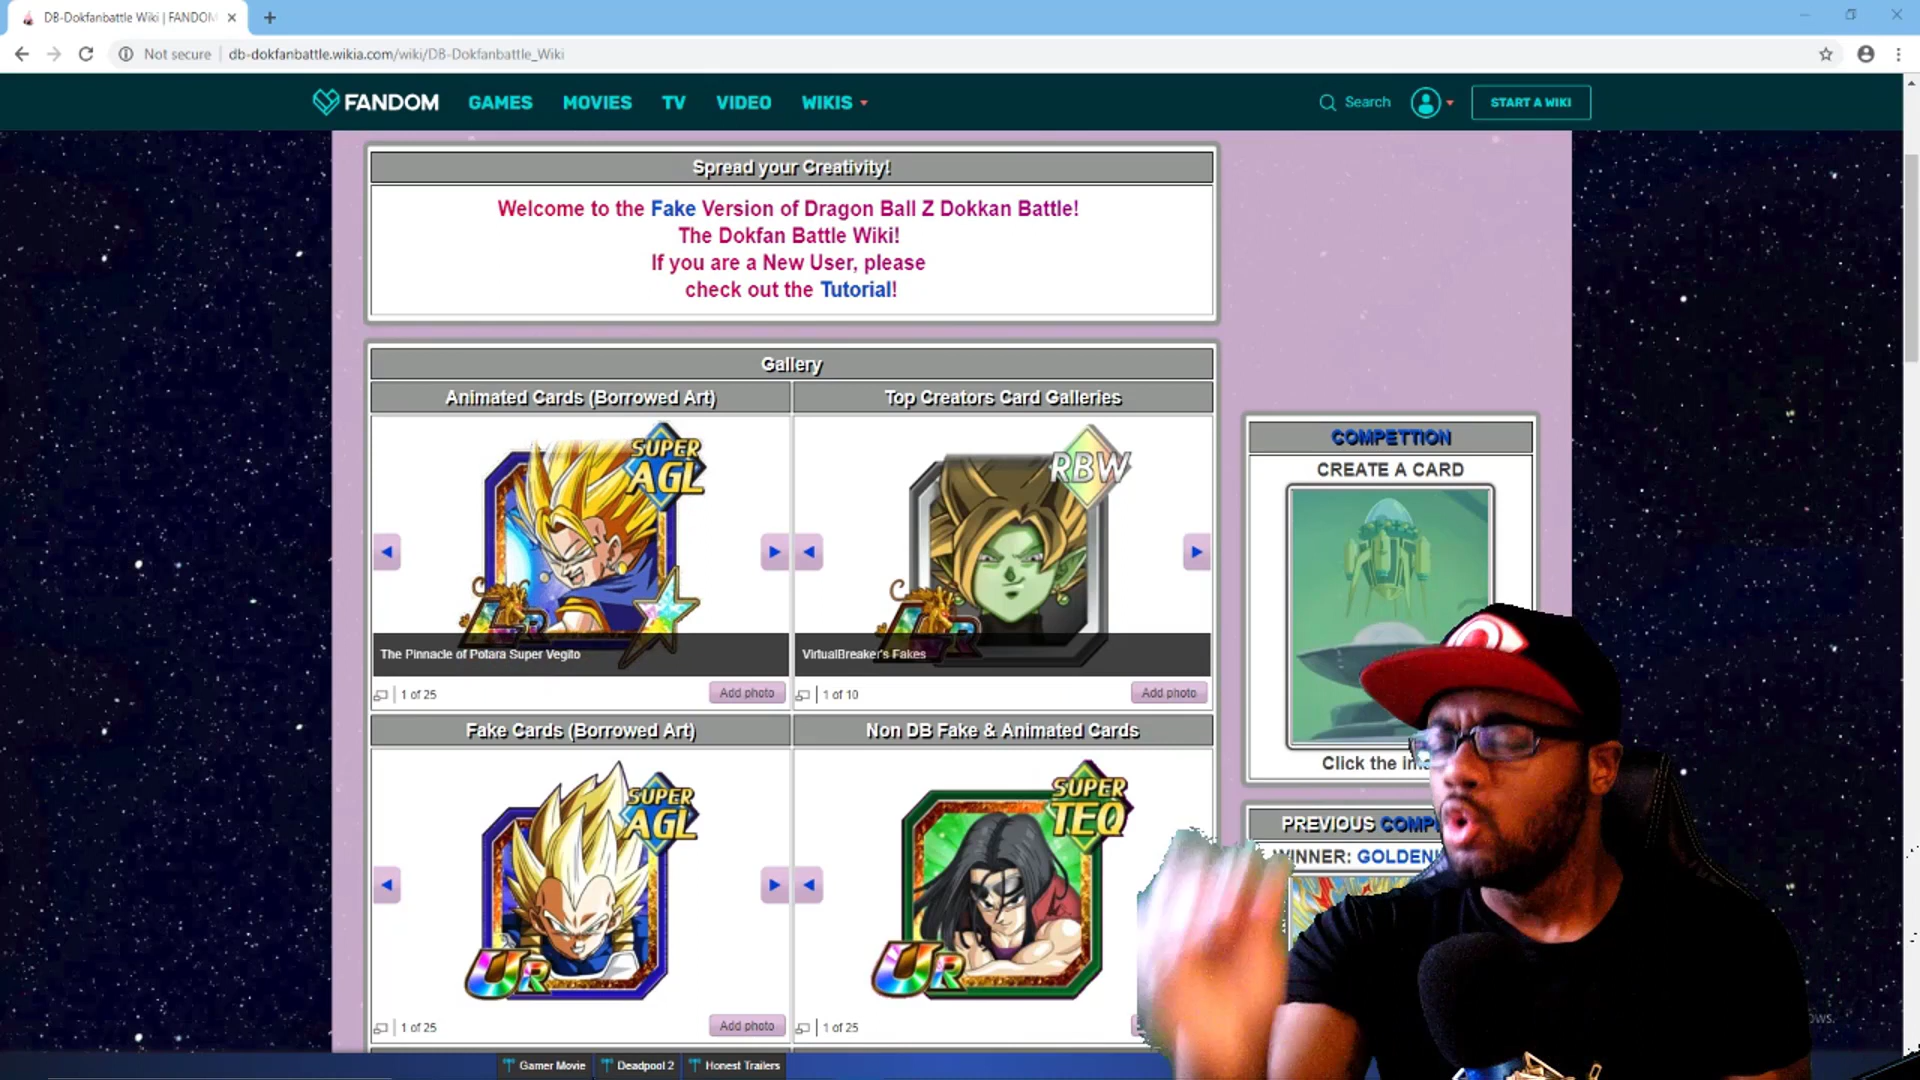 DB-Dokfanbattle Wiki | FANDOM
Not secure
db-dokfanbattle.wikia.com/wiki/DB-Dokfanbattle_Wiki
FANDOM
GAMES
MOVIES
TV
VIDEO
WIKIS
Search
START A WIKI
Spread your Creativity!
Welcome to the Fake Version of Dragon Ball Z Dokkan Battle!
The Dokfan Battle Wiki!
If you are a New User, please
check out the Tutorial!
Gallery
Animated Cards (Borrowed Art)
SUPER
AGL
LR
The Pinnacle of Potara Super Vegito
1 of 25
Add photo
Top Creators Card Galleries
RBW
LR
VirtualBreaker's Fakes
1 of 10
Add photo
Fake Cards (Borrowed Art)
SUPER
AGL
UR
1 of 25
Add photo
Non DB Fake & Animated Cards
SUPER
TEQ
UR
1 of 25
COMPETTION
CREATE A CARD
Click the
PREVIOUS
WINNER:
Gamer Movie
Deadpool 2
Honest Trailers